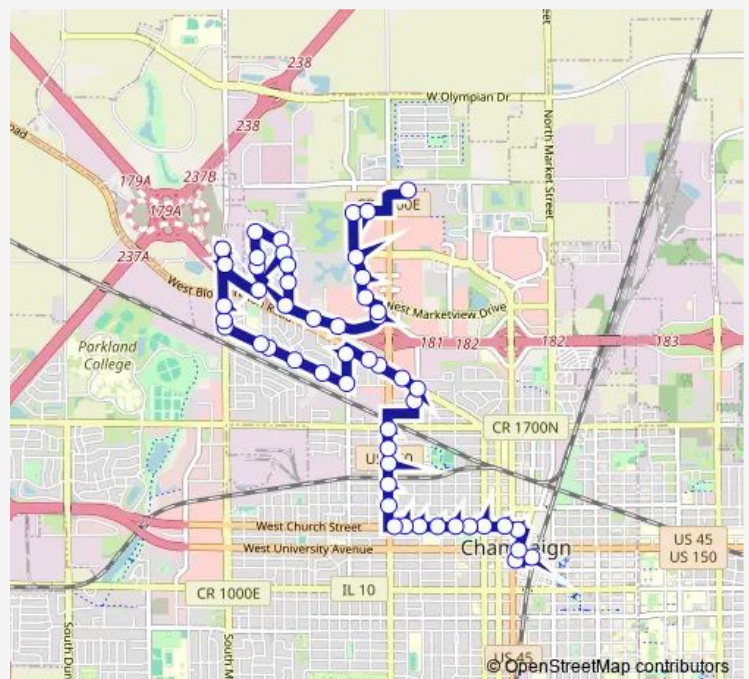 238
W Olympian Dr
238
237B
179A
179A
North Market Street
237A
West Marketview Drive
181
182
182
183
Parkland
College
CR 1700N
West Church Street
US 45
US 150
West University Avenue
Champaign
CR 1000E
IL 10
US 45
© OpenStreetMap contributors